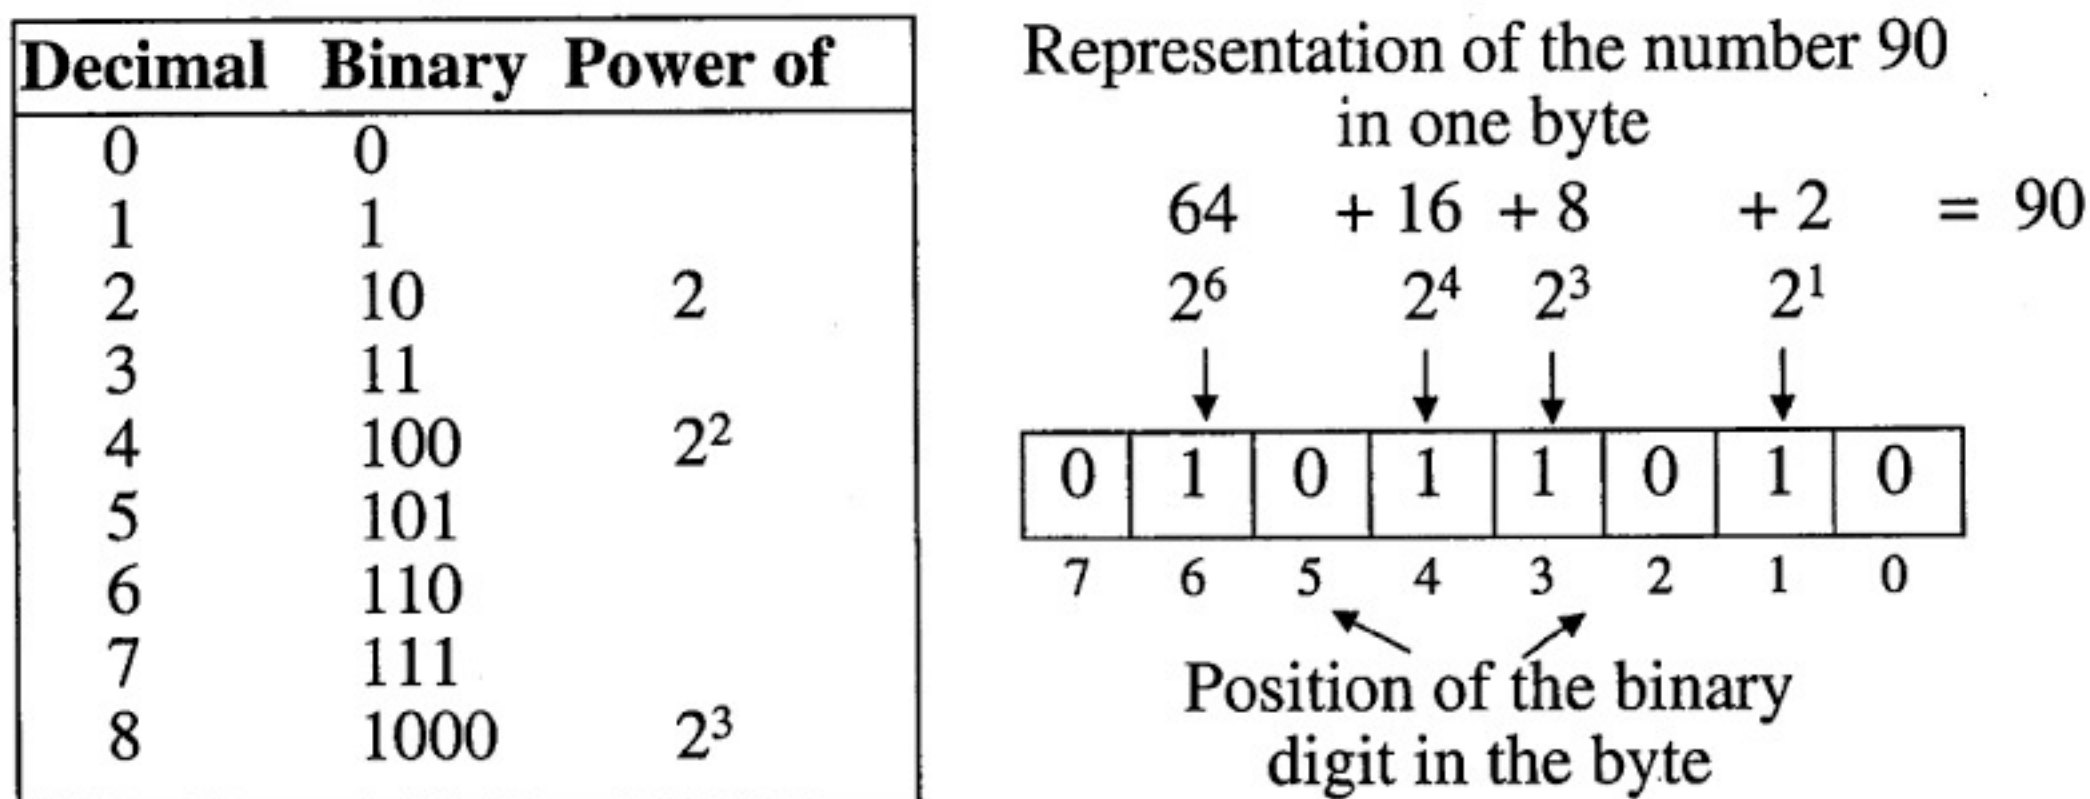 Decimal Binary Power of
0 0
1 1
2 10 2
3 11
4 100 2²
5 101
6 110
7 111
8 1000 2³
Representation of the number 90
in one byte
64 + 16 + 8 + 2 = 90
2⁶ 2⁴ 2³ 2¹
0 1 0 1 1 0 1 0
7 6 5 4 3 2 1 0
Position of the binary
digit in the byte